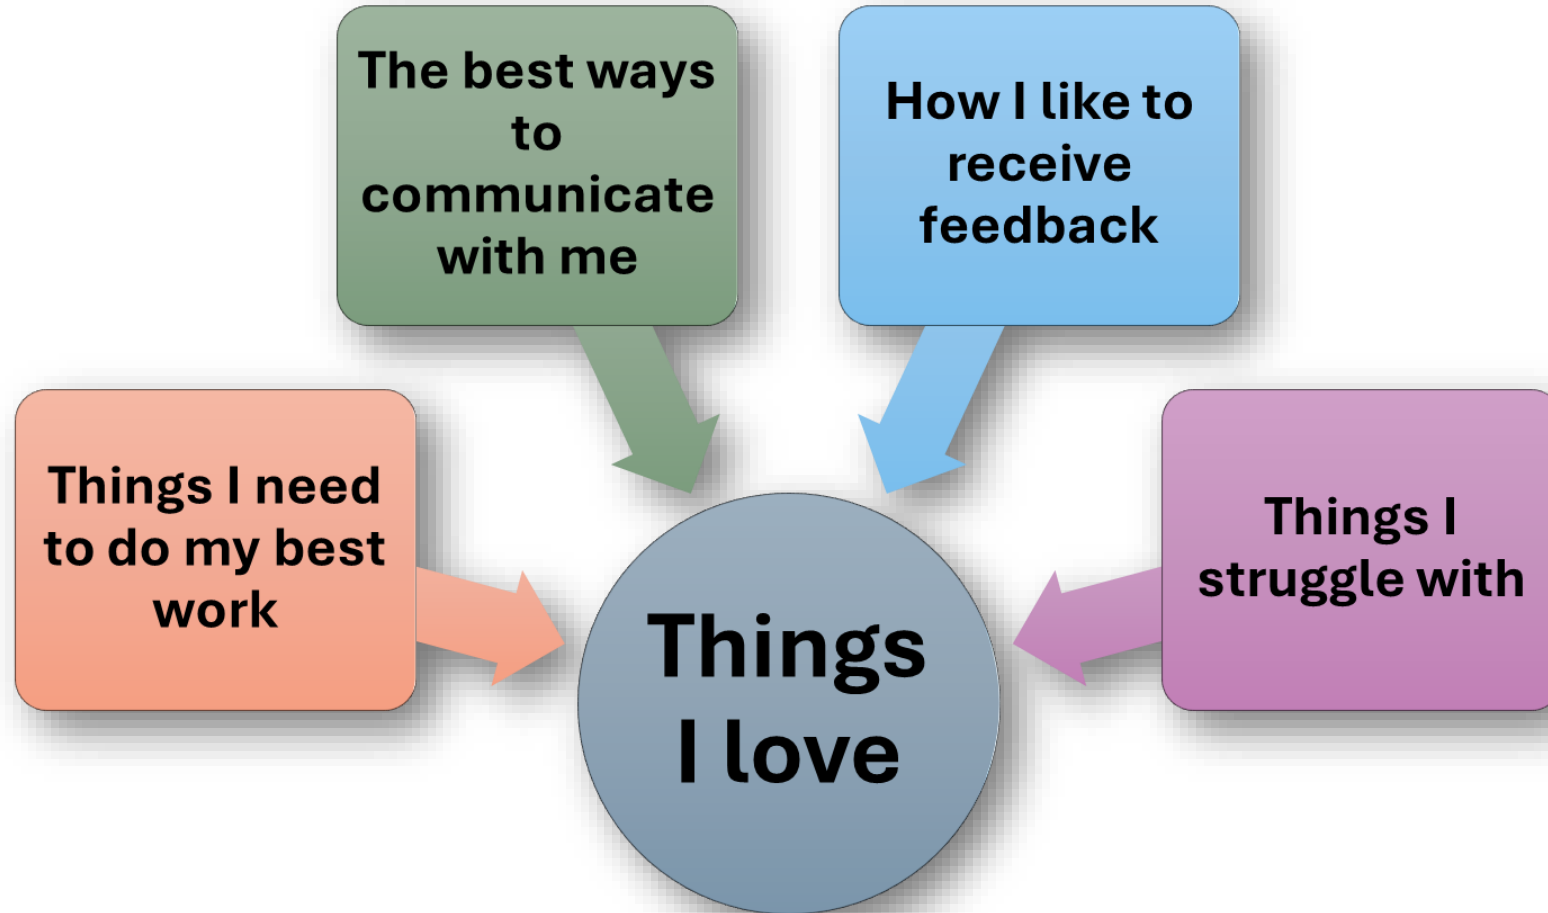 The best ways
to
communicate
with me
How I like to
receive
feedback
Things I need
to do my best
work
Things I
struggle with
Things
I love